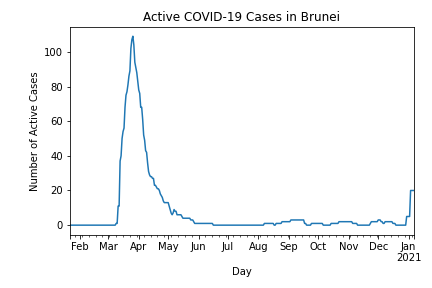 Active COVID-19 Cases in Brunei
Number of Active Cases
100
80
60
40
20
0
Feb Mar Apr May Jun Jul Aug Sep Oct Nov Dec Jan
2021
Day